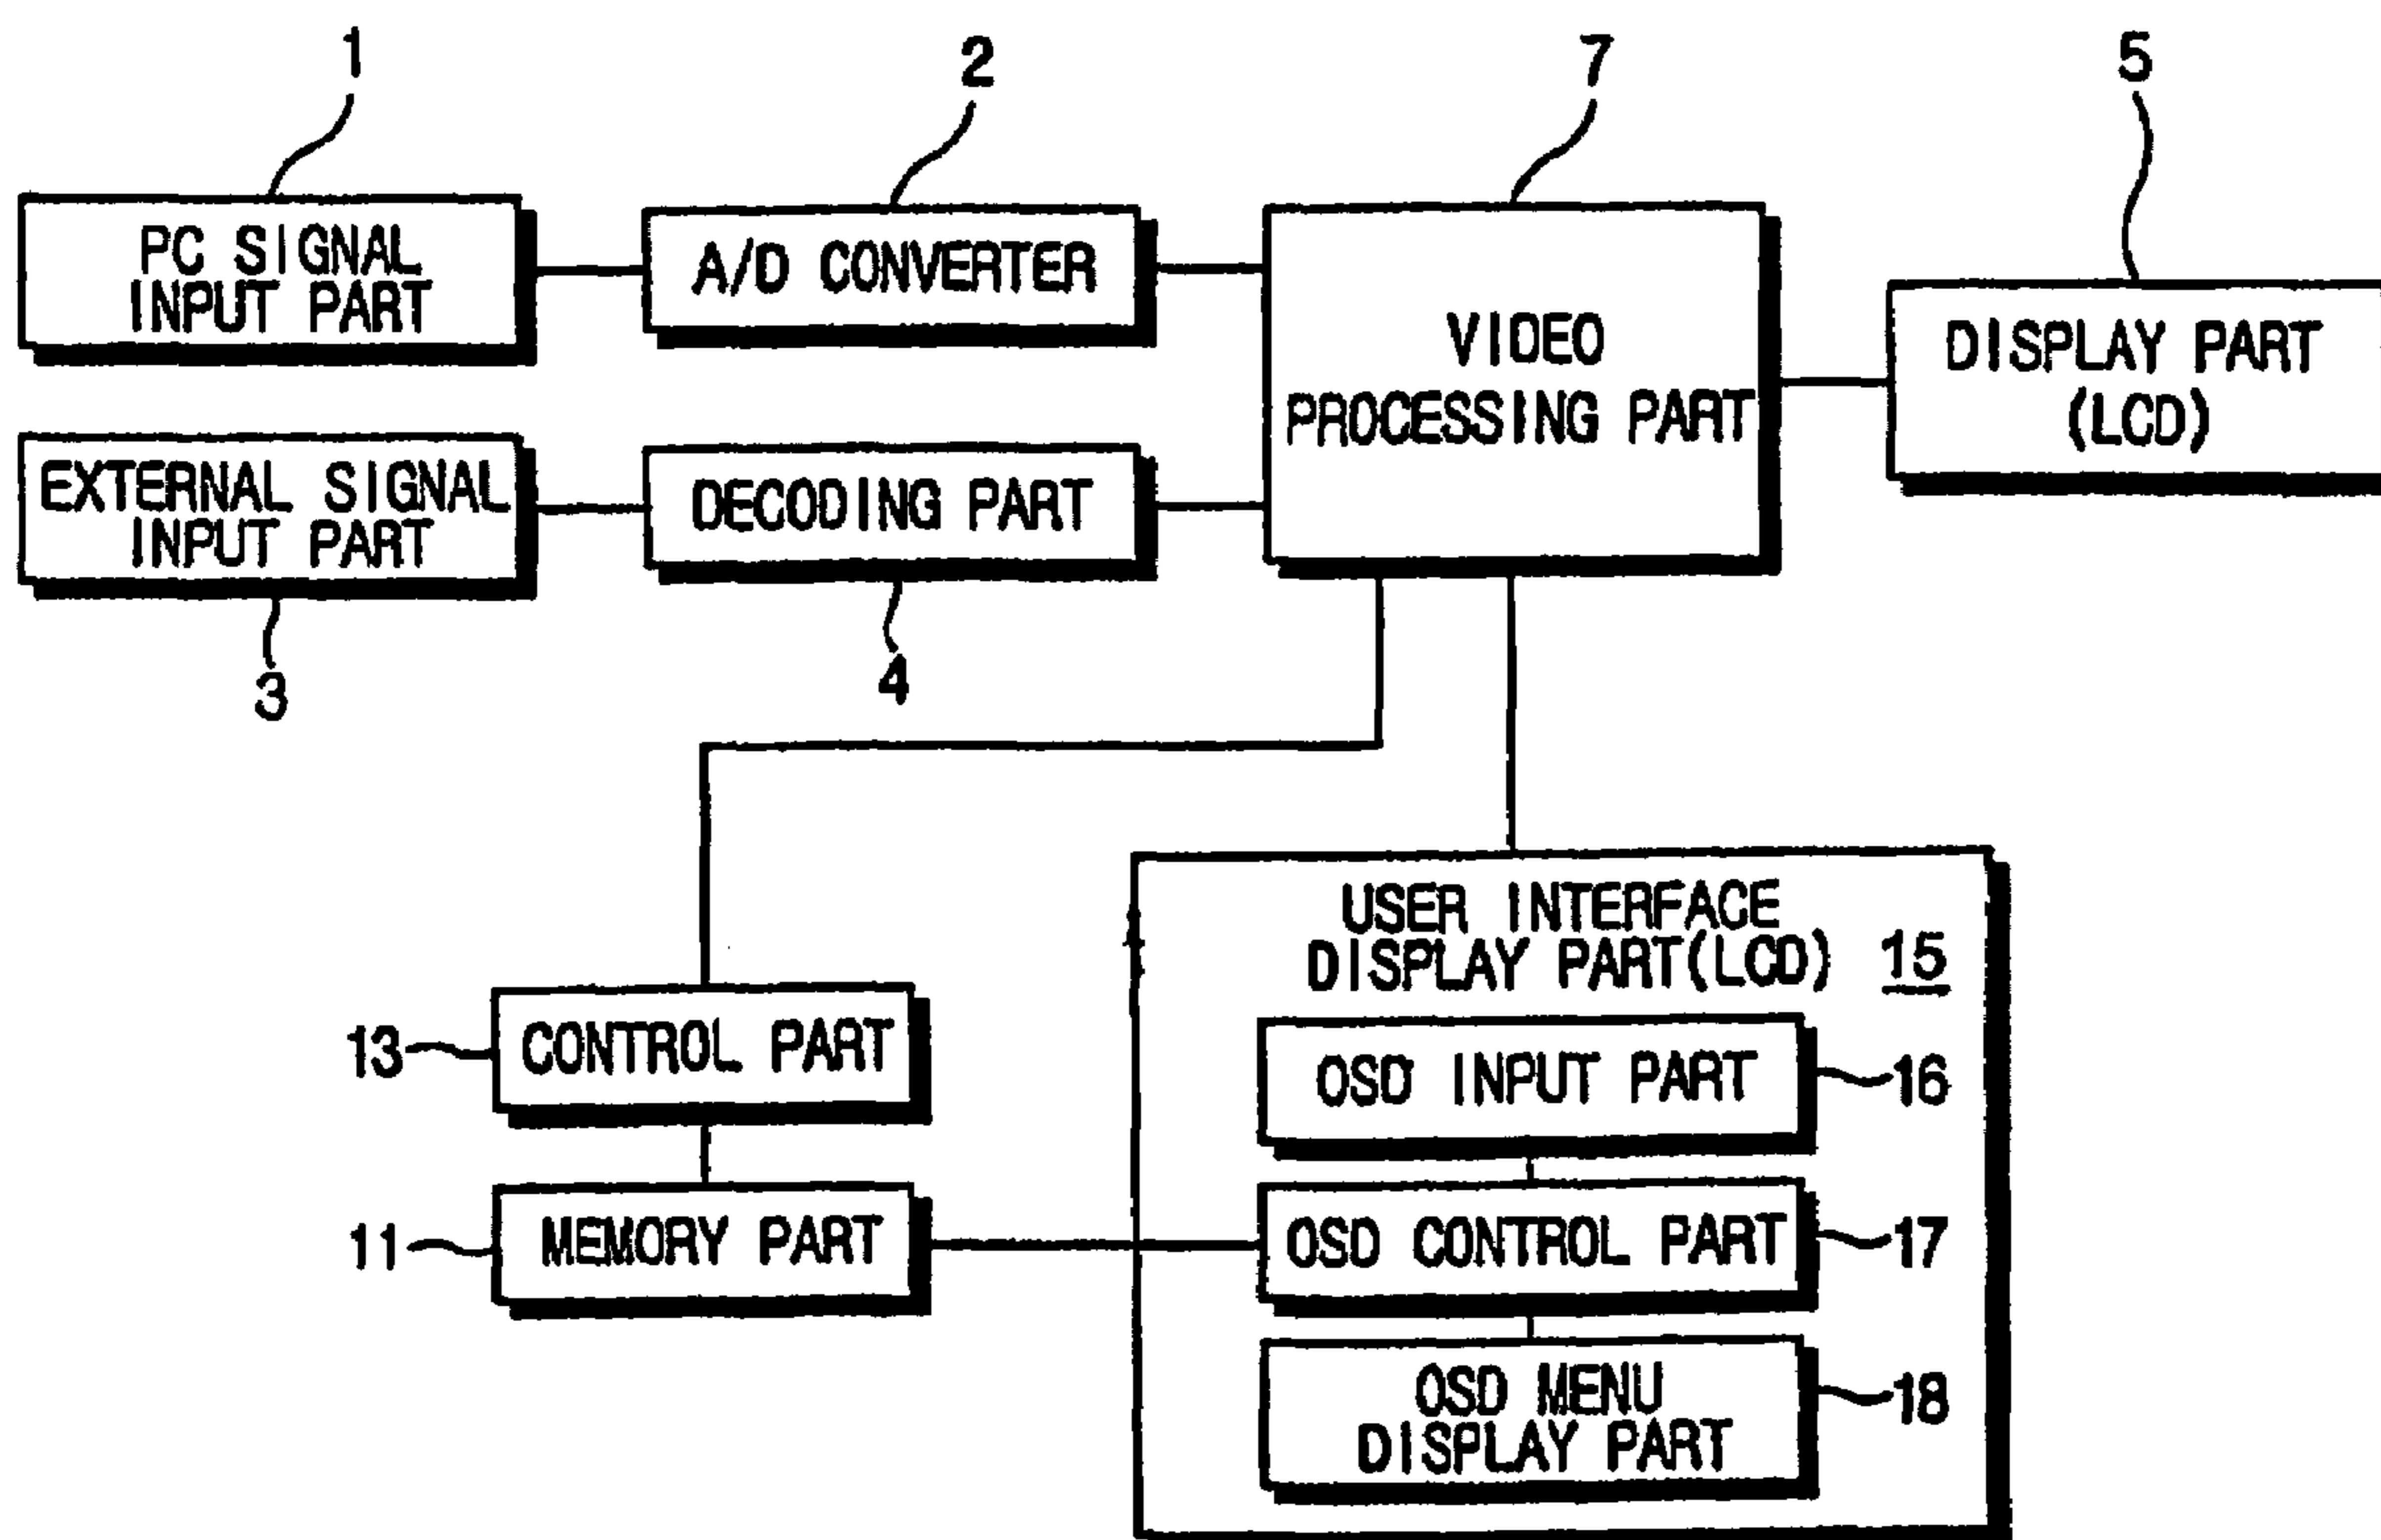 1
2
7
5
PC SIGNAL
INPUT PART
A/D CONVERTER
VIDEO
PROCESSING PART
DISPLAY PART
(LCD)
EXTERNAL SIGNAL
INPUT PART
DECODING PART
3
4
USER INTERFACE
DISPLAY PART(LCD) 15
13
CONTROL PART
OSD INPUT PART
16
11
MEMORY PART
OSD CONTROL PART
17
OSD MENU
DISPLAY PART
18